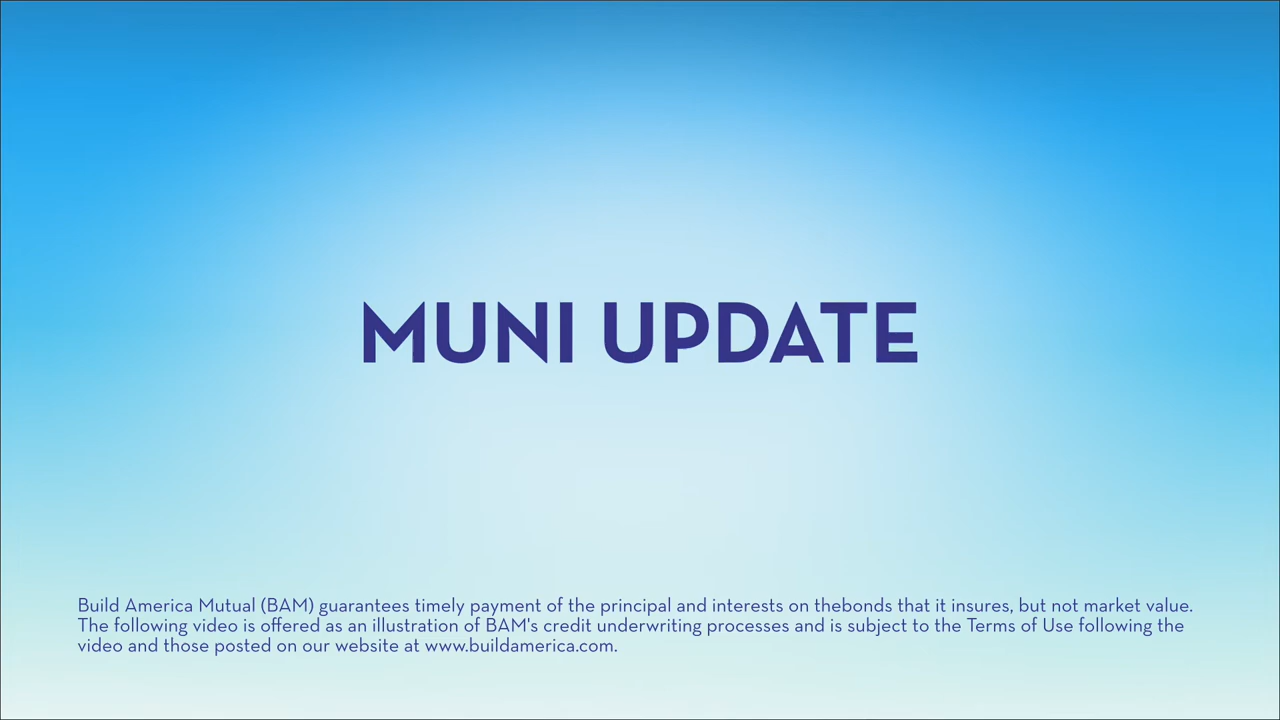 MUNI UPDATE
Build America Mutual (BAM) guarantees timely payment of the principal and interests on thebonds that it insures, but not market value.
The following video is offered as an illustration of BAM's credit underwriting processes and is subject to the Terms of Use following the
video and those posted on our website at www.buildamerica.com.